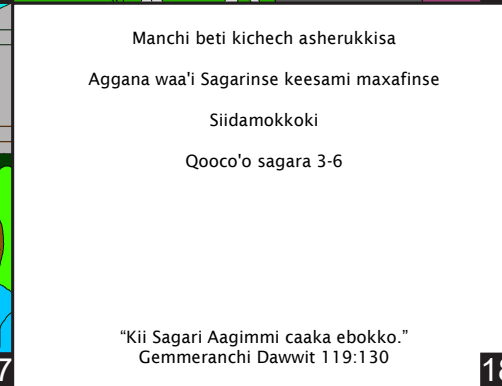 Manchi beti kichech asherukkisa
Aggana waa'i Sagarinse keesami maxafinse
Siidamokkoki
Qooco'o sagara 3-6
“Kii Sagari Aagimmi caaka ebokko.”
Gemmeranchi Dawwit 119:130
7
18